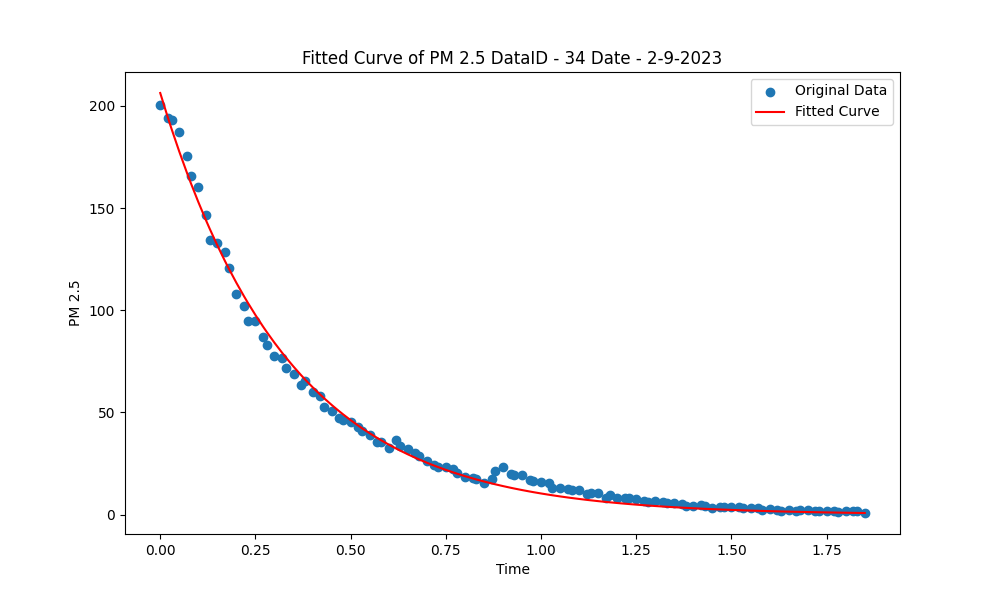 Fitted Curve of PM 2.5 DataID - 34 Date - 2-9-2023
Original Data
Fitted Curve
PM 2.5
200
150
100
50
0
0.00 0.25 0.50 0.75 1.00 1.25 1.50 1.75
Time